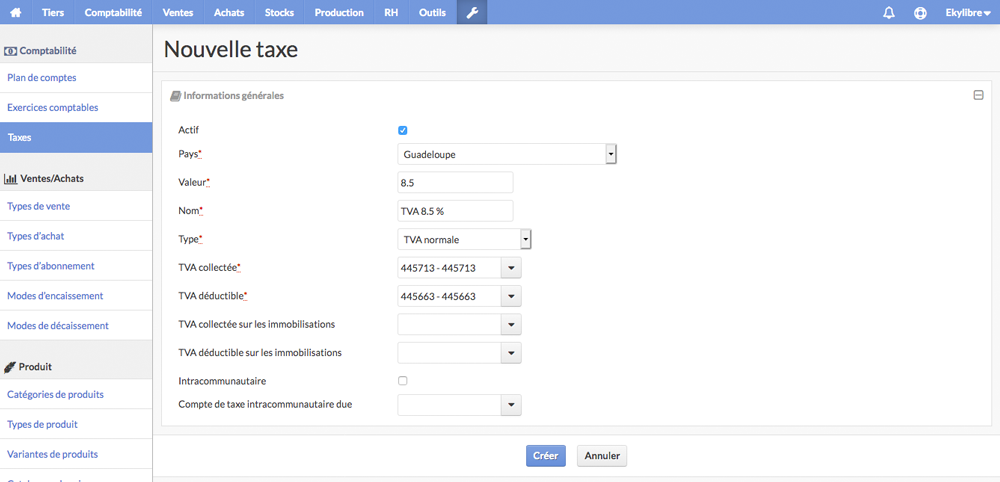 Tiers Comptabilité Ventes Achats Stocks Production RH Outils Ekylibre
Comptabilité
Plan de comptes
Exercices comptables
Taxes
Ventes/Achats
Types de vente
Types d'achat
Types d'abonnement
Modes d'encaissement
Modes de décaissement
Produit
Catégories de produits
Types de produit
Variantes de produits
Nouvelle taxe
Informations générales
Actif
Pays* Guadeloupe
Valeur* 8.5
Nom* TVA 8.5 %
Type* TVA normale
TVA collectée* 445713 - 445713
TVA déductible* 445663 - 445663
TVA collectée sur les immobilisations
TVA déductible sur les immobilisations
Intracommunautaire
Compte de taxe intracommunautaire due
Créer Annuler